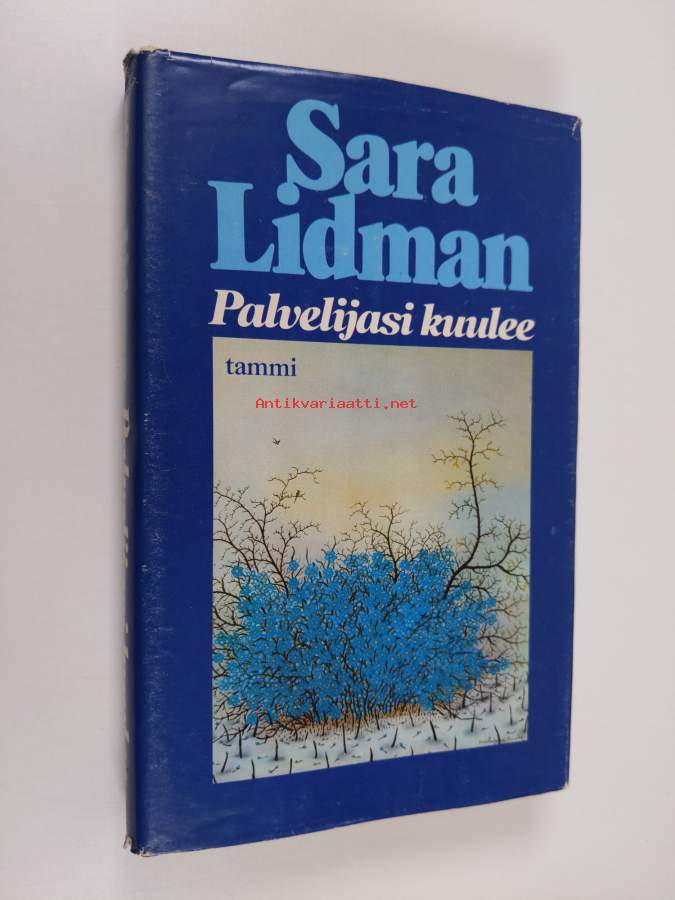 Sara
Lidman
Palvelijasi kuulee
tammi
Antikvariaatti.net